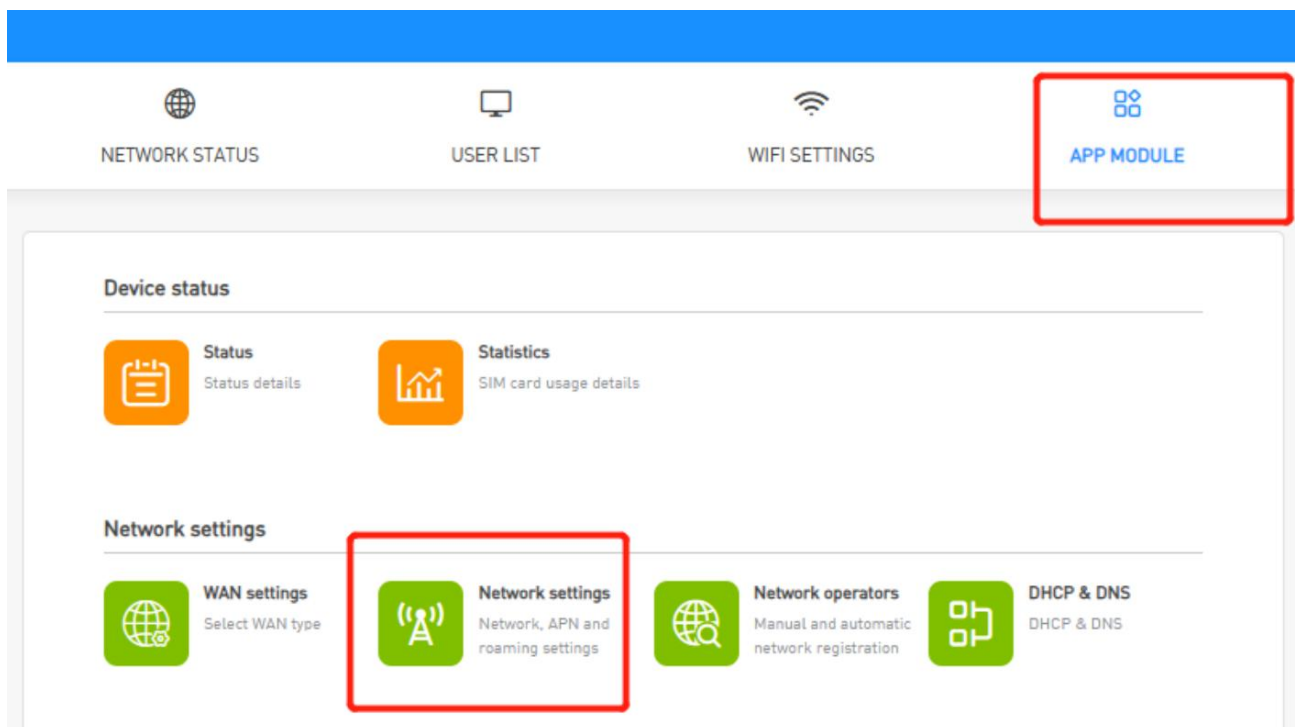 NETWORK STATUS
USER LIST
WIFI SETTINGS
APP MODULE
Device status
Status
Status details
Statistics
SIM card usage details
Network settings
WAN settings
Select WAN type
Network settings
Network, APN and
roaming settings
Network operators
Manual and automatic
network registration
DHCP & DNS
DHCP & DNS